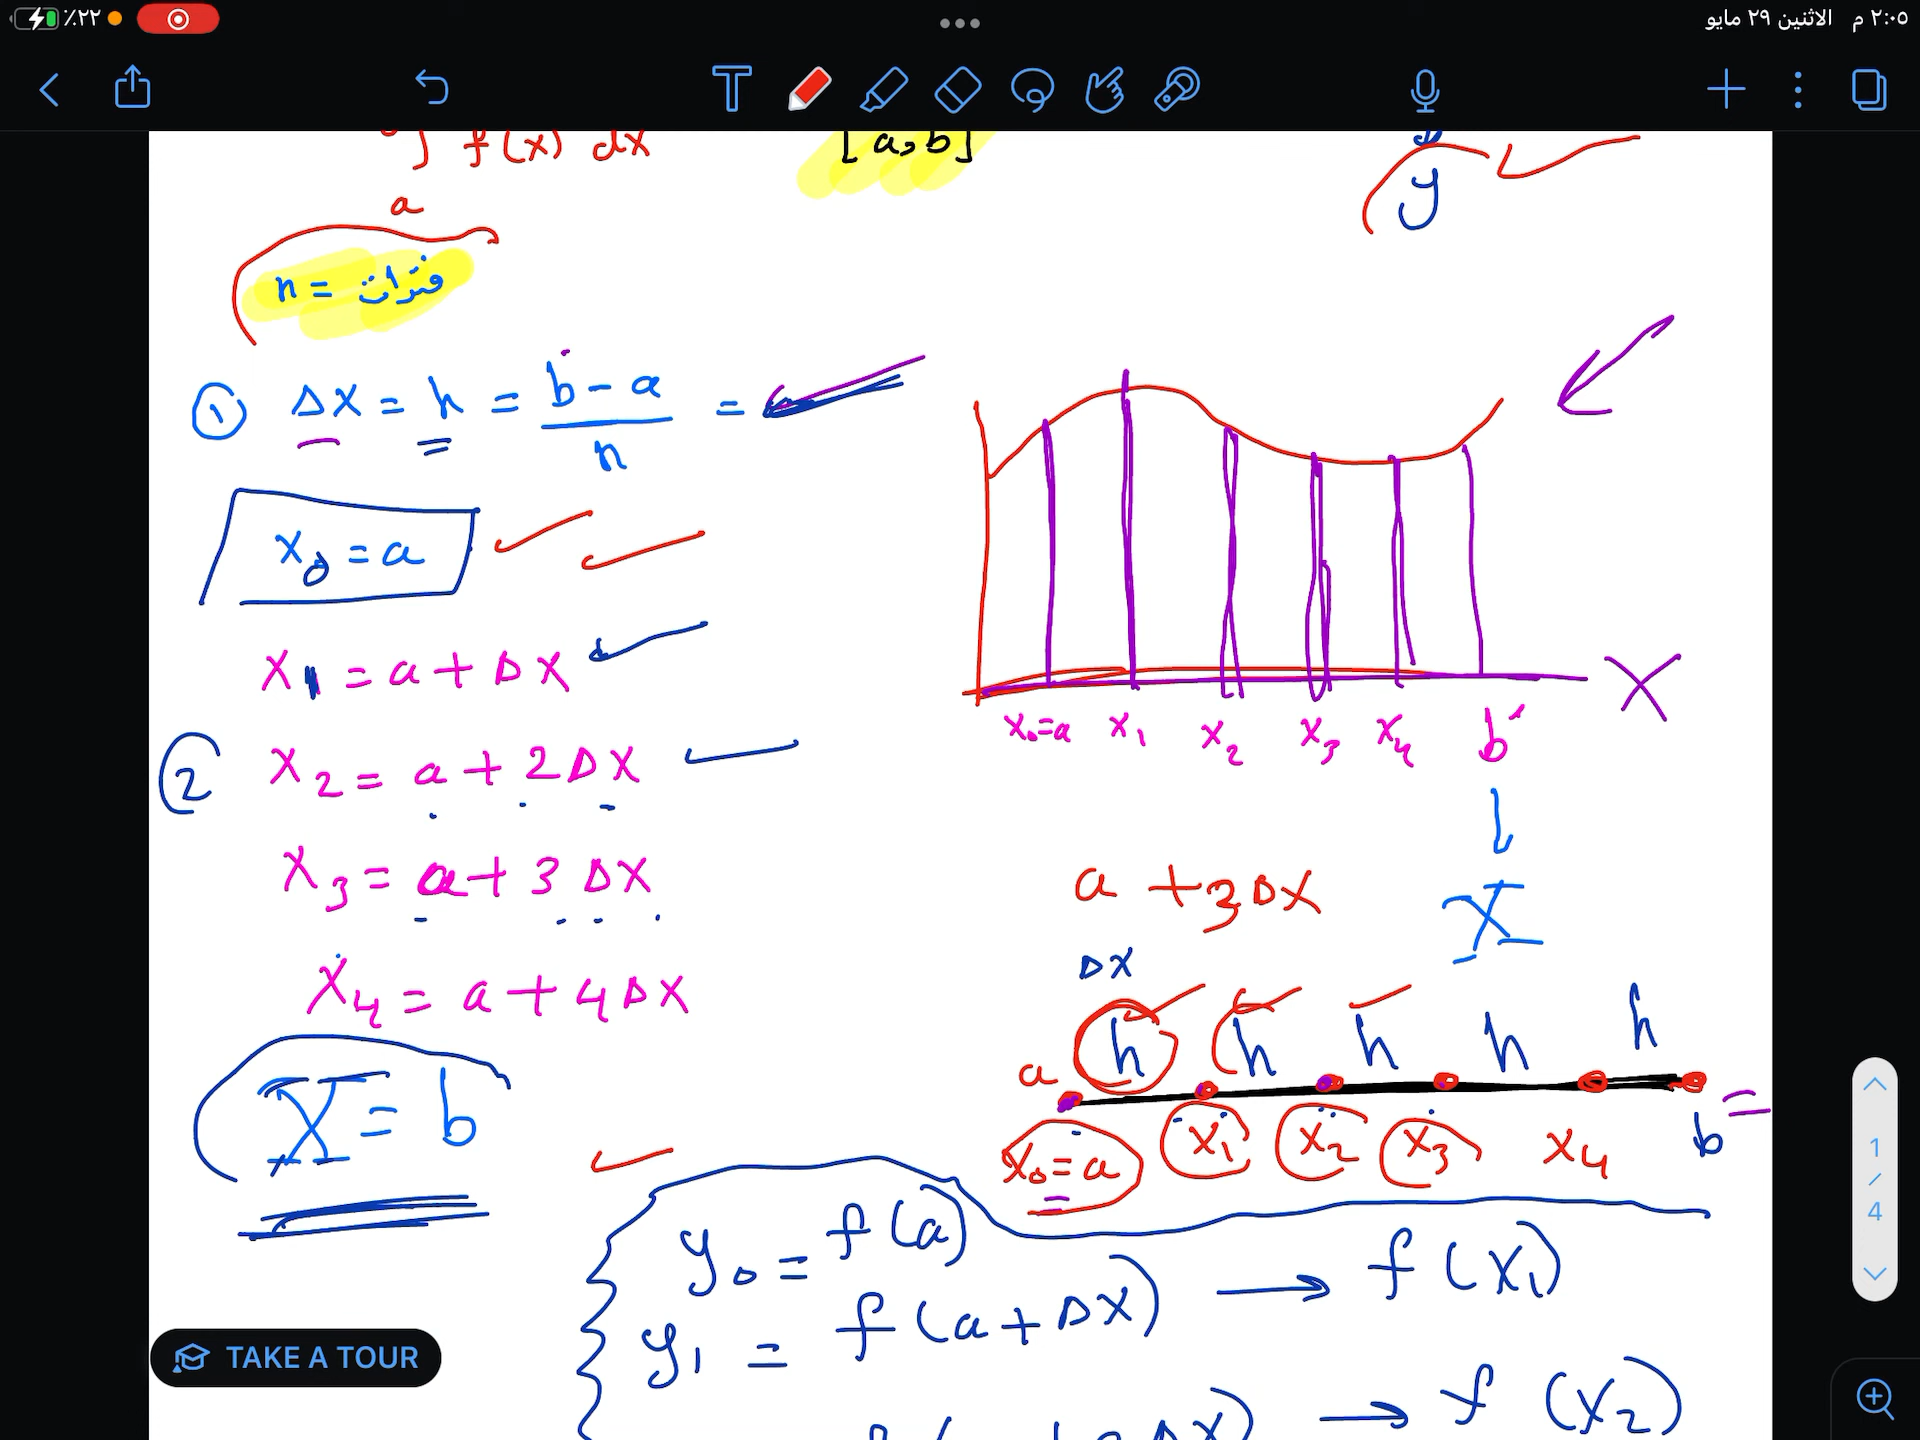 ٪٢٢
٢:٠٥ م الاثنين ٢٩ مايو
T
∫ f(x) dx
a
[a,b]
y
n = فترات
① Δx = h = b - a / n =
x0 = a
x1 = a + Δx
② x2 = a + 2Δx
x3 = a + 3Δx
x4 = a + 4Δx
X = b
x0=a x1 x2 x3 x4 b
X
X
a + 3Δx
Δx
h h h h h
a
x0 = a x1 x2 x3 x4 b =
y0 = f(a)
y1 = f(a + Δx) → f(x1)
→ f(x2)
1
/
4
TAKE A TOUR